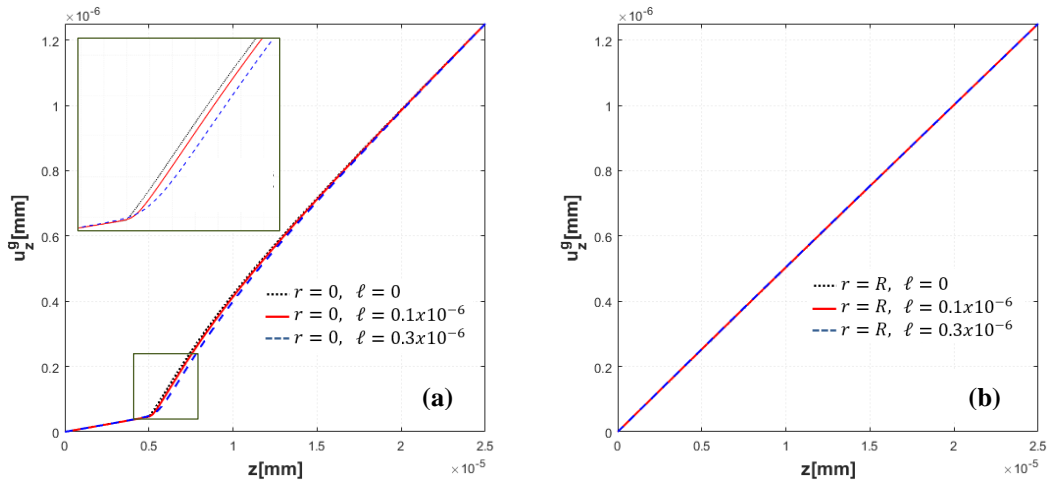 ×10⁻⁶
1.2
1
0.8
0.6
0.4
0.2
0
u_z^g[mm]
r = 0, ℓ = 0
r = 0, ℓ = 0.1x10⁻⁶
r = 0, ℓ = 0.3x10⁻⁶
(a)
0 0.5 1 1.5 2 2.5
z[mm]
×10⁻⁵
×10⁻⁶
1.2
1
0.8
0.6
0.4
0.2
0
u_z^g[mm]
r = R, ℓ = 0
r = R, ℓ = 0.1x10⁻⁶
r = R, ℓ = 0.3x10⁻⁶
(b)
0 0.5 1 1.5 2 2.5
z[mm]
×10⁻⁵